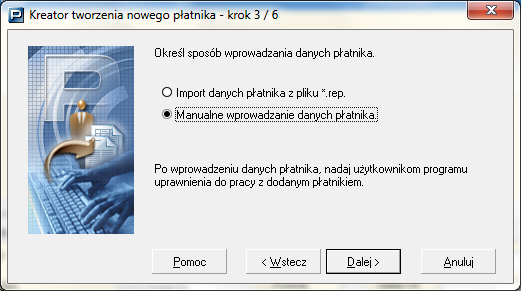 Kreator tworzenia nowego płatnika - krok 3 / 6
Określ sposób wprowadzania danych płatnika.
Import danych płatnika z pliku *.rep.
Manualne wprowadzanie danych płatnika.
Po wprowadzeniu danych płatnika, nadaj użytkownikom programu
uprawnienia do pracy z dodanym płatnikiem.
Pomoc
< Wstecz
Dalej >
Anuluj